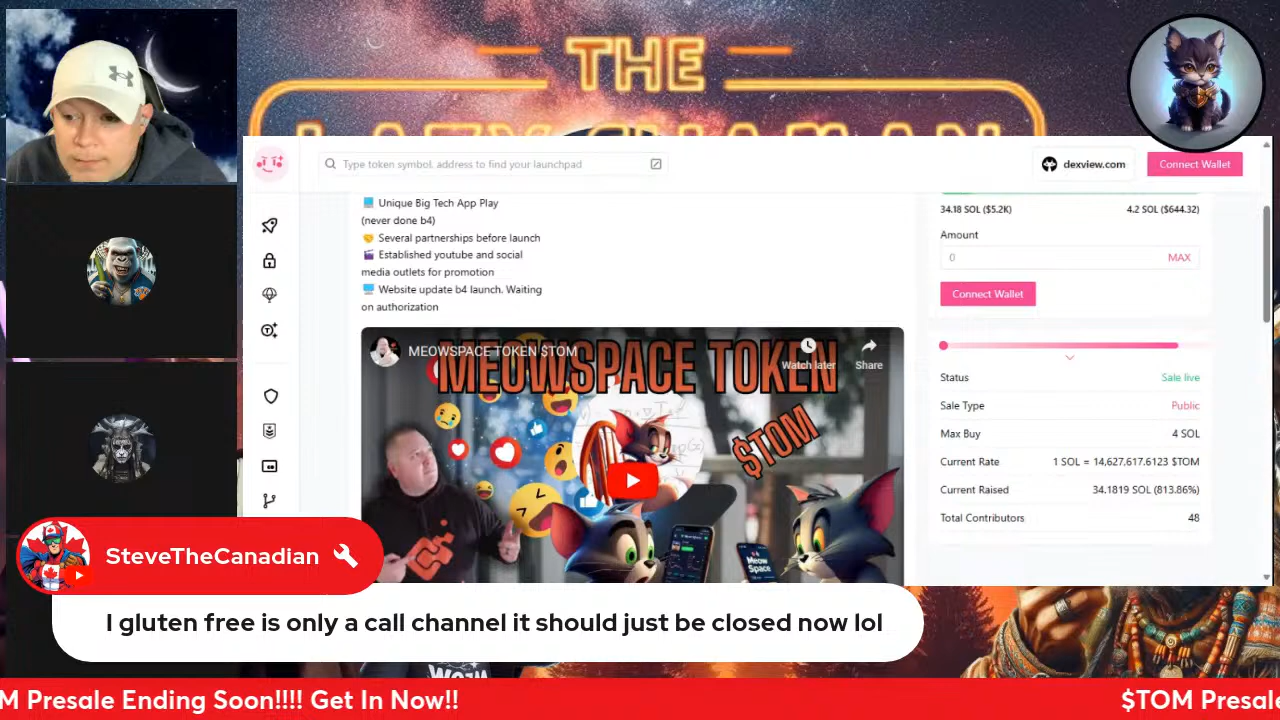 THE
Type token symbol, address to find your launchpad
dexview.com
Connect Wallet
Unique Big Tech App Play
(never done b4)
Several partnerships before launch
Established youtube and social
media outlets for promotion
Website update b4 launch. Waiting
on authorization
34.18 SOL ($5.2K) 4.2 SOL ($644.32)
Amount
0 MAX
Connect Wallet
MEOWSPACE TOKEN $TOM
Watch later
Share
MEOWSPACE TOKEN
$TOM
Meow
Space
Status Sale live
Sale Type Public
Max Buy 4 SOL
Current Rate 1 SOL = 14,627,617.6123 $TOM
Current Raised 34.1819 SOL (813.86%)
Total Contributors 48
SteveTheCanadian
I gluten free is only a call channel it should just be closed now lol
M Presale Ending Soon!!!! Get In Now!!
$TOM Presale